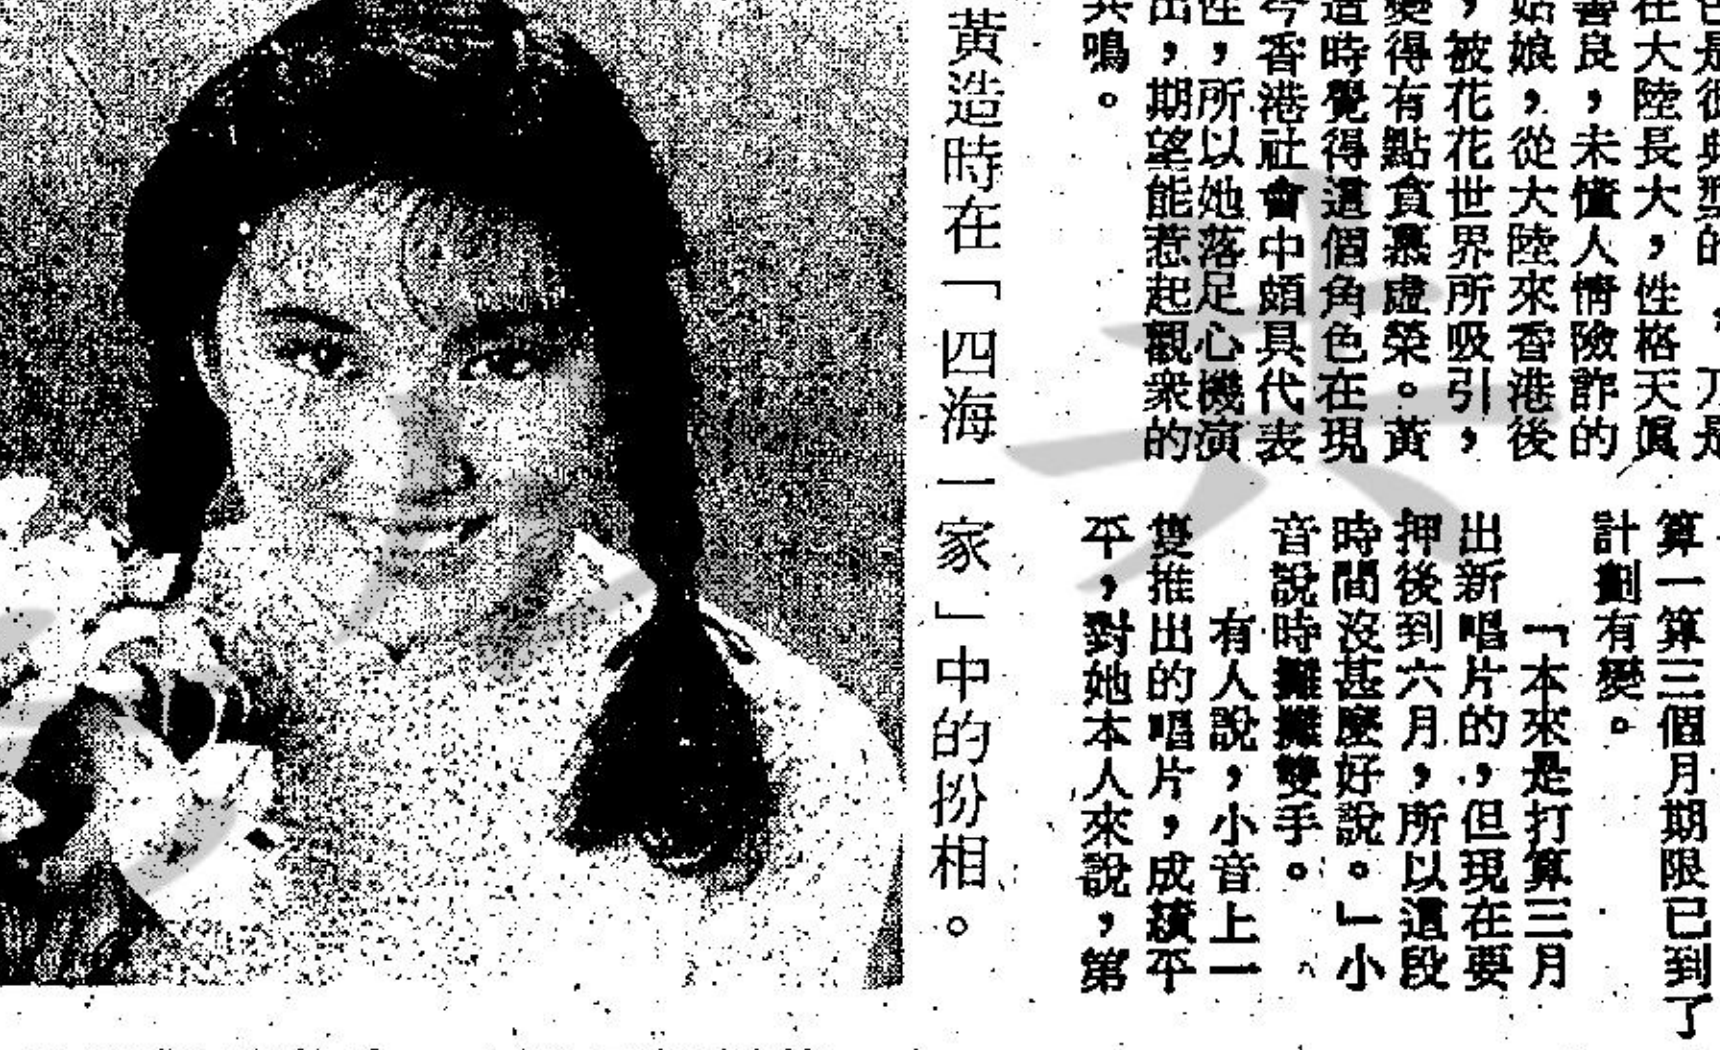 典型的，乃是
在大陸長大，性格天眞
善良，未懂人情險詐的
姑娘，從大陸來香港後
，被花花世界所吸引，
變得有點貪慕虛榮。黃
造時覺得這個角色在現
今香港社會中頗具代表
性，所以她落足心機演
出，期望能惹起觀衆的
共鳴。
算一算三個月期限已到了
計劃有變。
「本來是打算三月
出新唱片的，但現在要
押後到六月，所以這段
時間沒甚麼好說。」小
音說時攤攤雙手。
有人說，小音上一
隻推出的唱片，成績平
平，對她本人來說，第
黃造時在「四海一家」中的扮相。